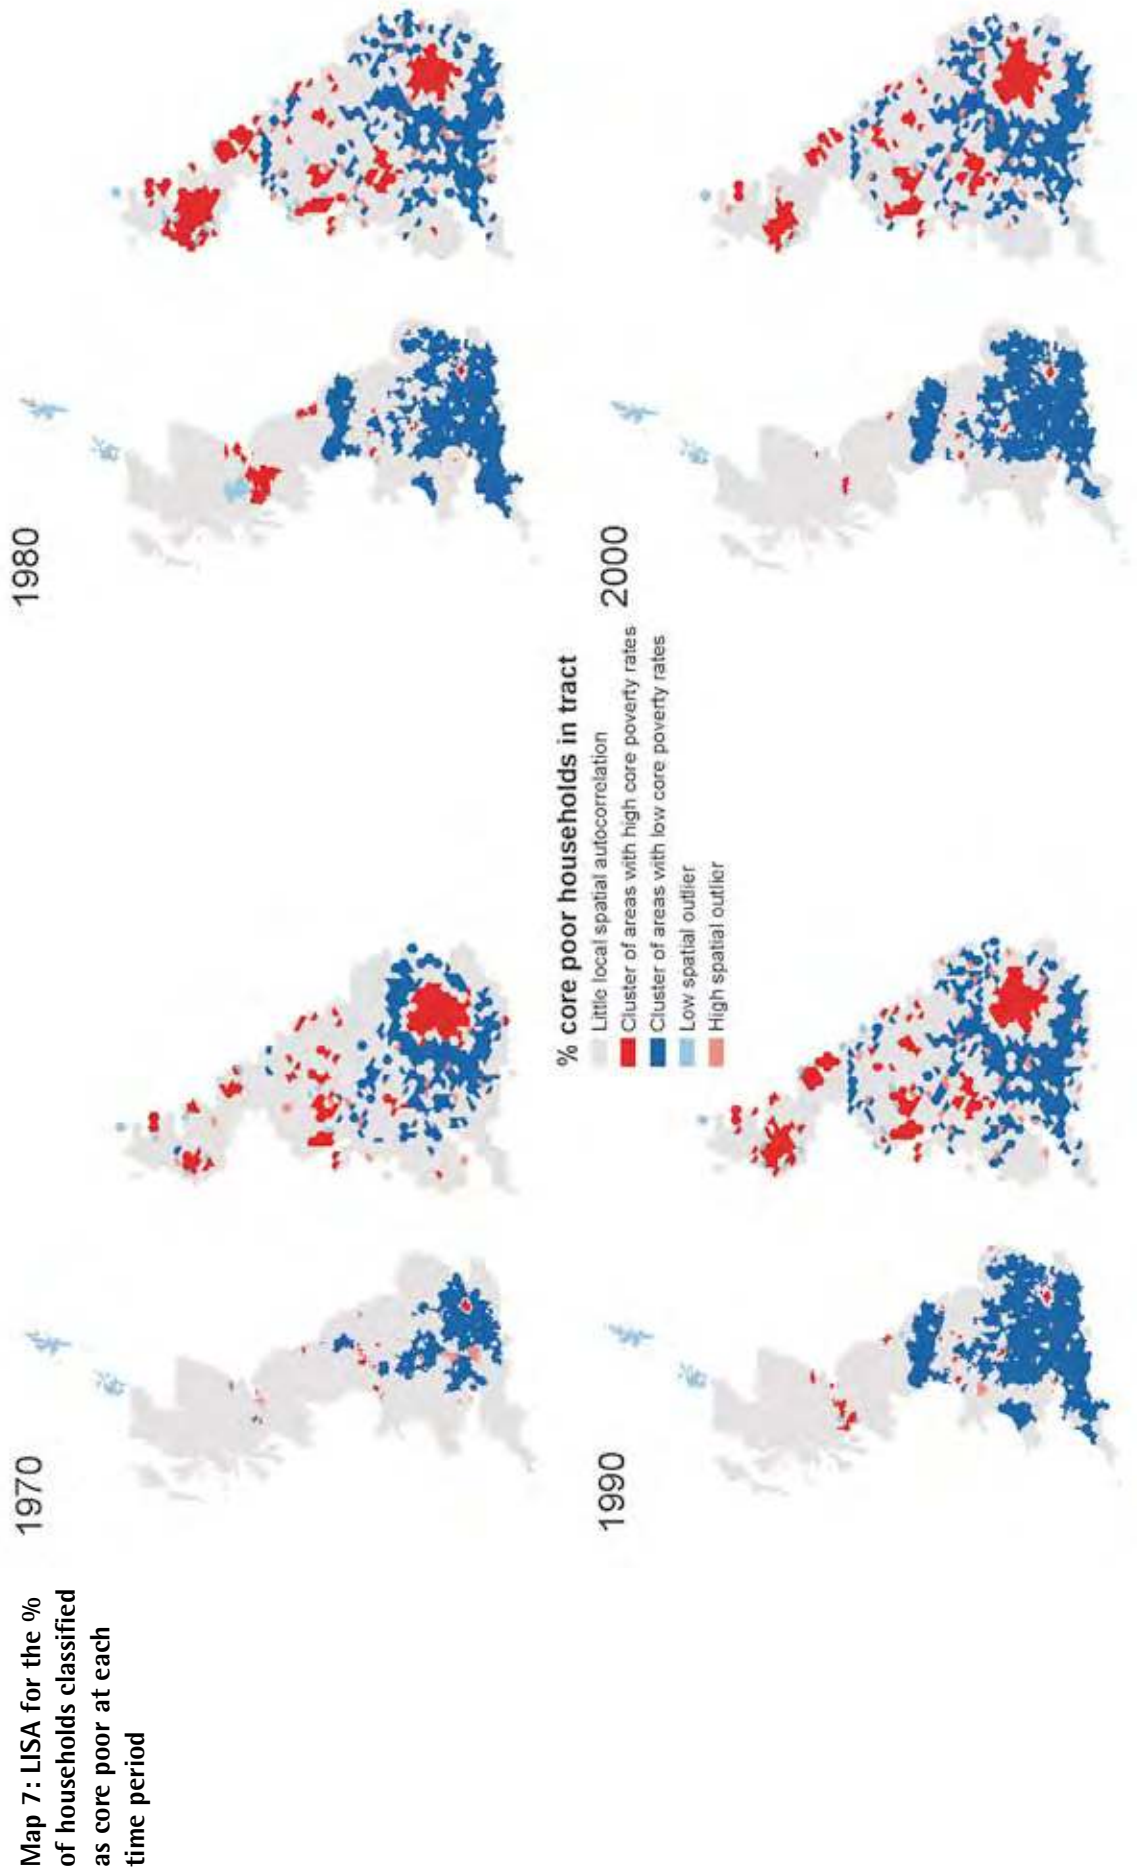 Map 7: LISA for the %
of households classified
as core poor at each
time period
1970
1980
% core poor households in tract
Little local spatial autocorrelation
Cluster of areas with high core poverty rates
Cluster of areas with low core poverty rates
Low spatial outlier
High spatial outlier
1990
2000